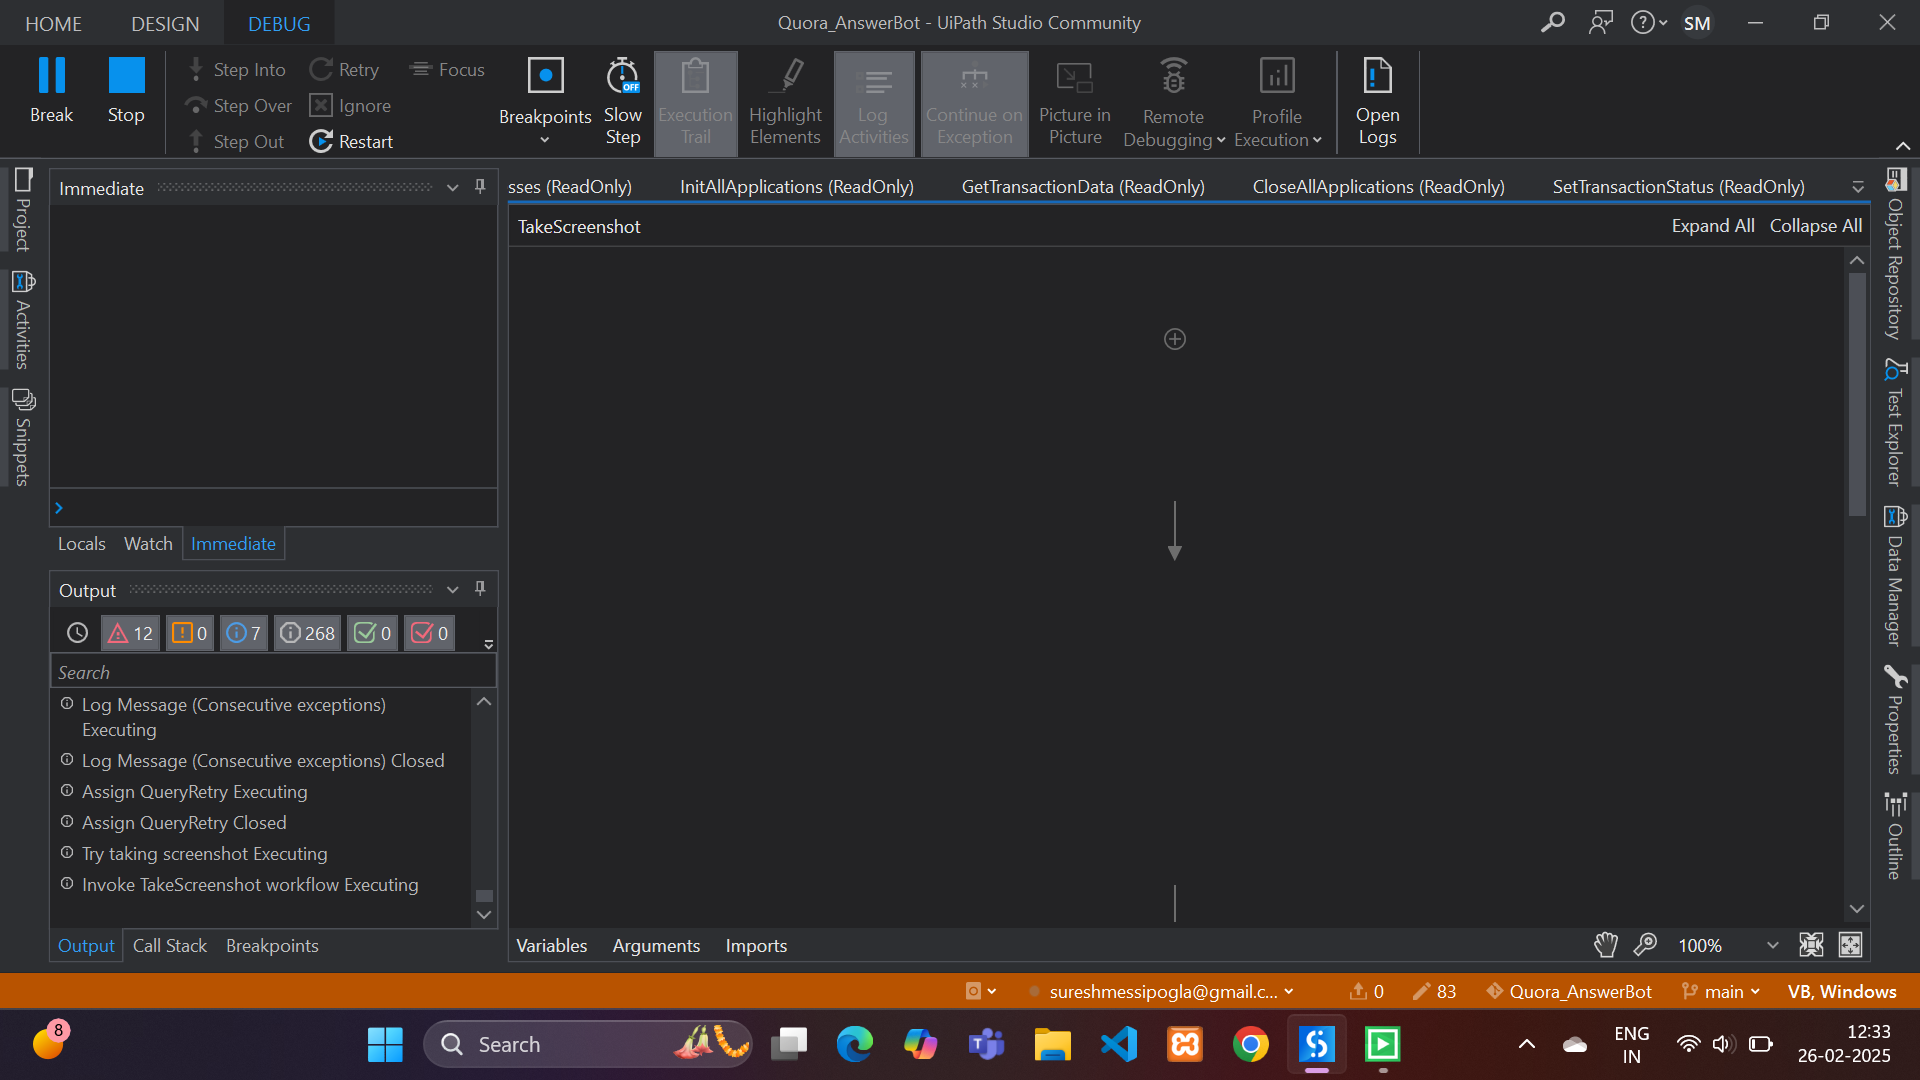 HOME DESIGN DEBUG
Quora_AnswerBot - UiPath Studio Community
SM
Break
Stop
Step Into
Step Over
Step Out
Retry
Ignore
Restart
Focus
Breakpoints
Slow
Step
OFF
Execution
Trail
Highlight
Elements
Log
Activities
Continue on
Exception
Picture in
Picture
Remote
Debugging
Profile
Execution
Open
Logs
Project
Activities
Snippets
Immediate
Locals Watch Immediate
Output
12 0 7 268 0 0
Search
Log Message (Consecutive exceptions)
Executing
Log Message (Consecutive exceptions) Closed
Assign QueryRetry Executing
Assign QueryRetry Closed
Try taking screenshot Executing
Invoke TakeScreenshot workflow Executing
Output Call Stack Breakpoints
sses (ReadOnly) InitAllApplications (ReadOnly) GetTransactionData (ReadOnly) CloseAllApplications (ReadOnly) SetTransactionStatus (ReadOnly)
TakeScreenshot
Expand All Collapse All
Variables Arguments Imports
100%
Object Repository
Test Explorer
Data Manager
Properties
Outline
sureshmessipogla@gmail.c... 0 83 Quora_AnswerBot main VB, Windows
8
Search
ENG
IN
12:33
26-02-2025